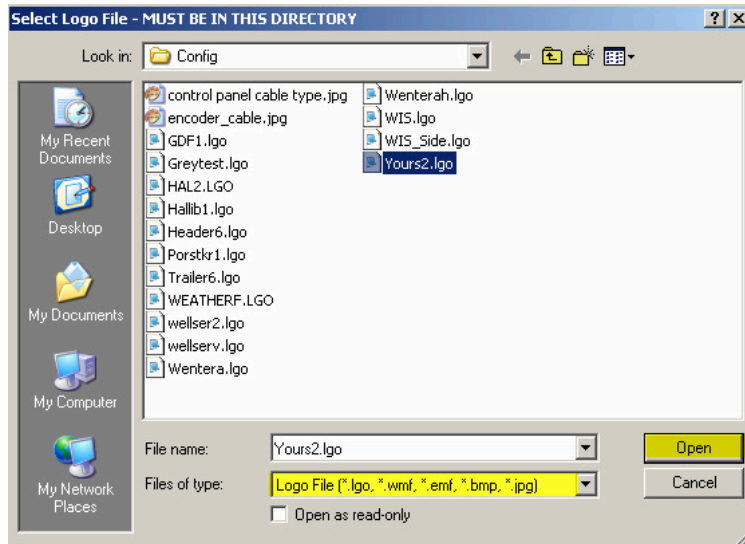 Select Logo File - MUST BE IN THIS DIRECTORY
Look in: Config
My Recent Documents
Desktop
My Documents
My Computer
My Network Places
control panel cable type.jpg
encoder_cable.jpg
GDF1.lgo
Greytest.lgo
HAL2.LGO
Hallib1.lgo
Header6.lgo
Porstkr1.lgo
Trailer6.lgo
WEATHERF.LGO
wellser2.lgo
wellserv.lgo
Wentera.lgo
Wenterah.lgo
WIS.lgo
WIS_Side.lgo
Yours2.lgo
File name: Yours2.lgo Open
Files of type: Logo File (*.lgo, *.wmf, *.emf, *.bmp, *.jpg) Cancel
Open as read-only